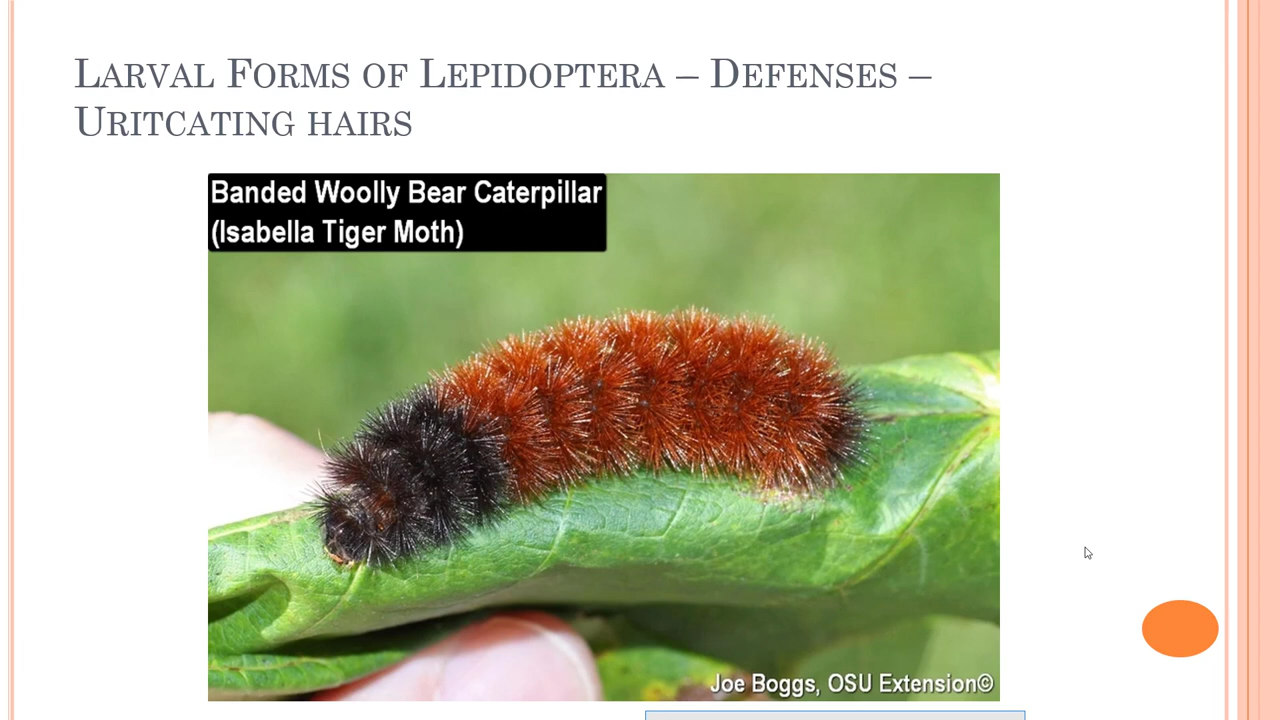 Larval Forms of Lepidoptera – Defenses –
Uritcating hairs
Banded Woolly Bear Caterpillar
(Isabella Tiger Moth)
Joe Boggs, OSU Extension©